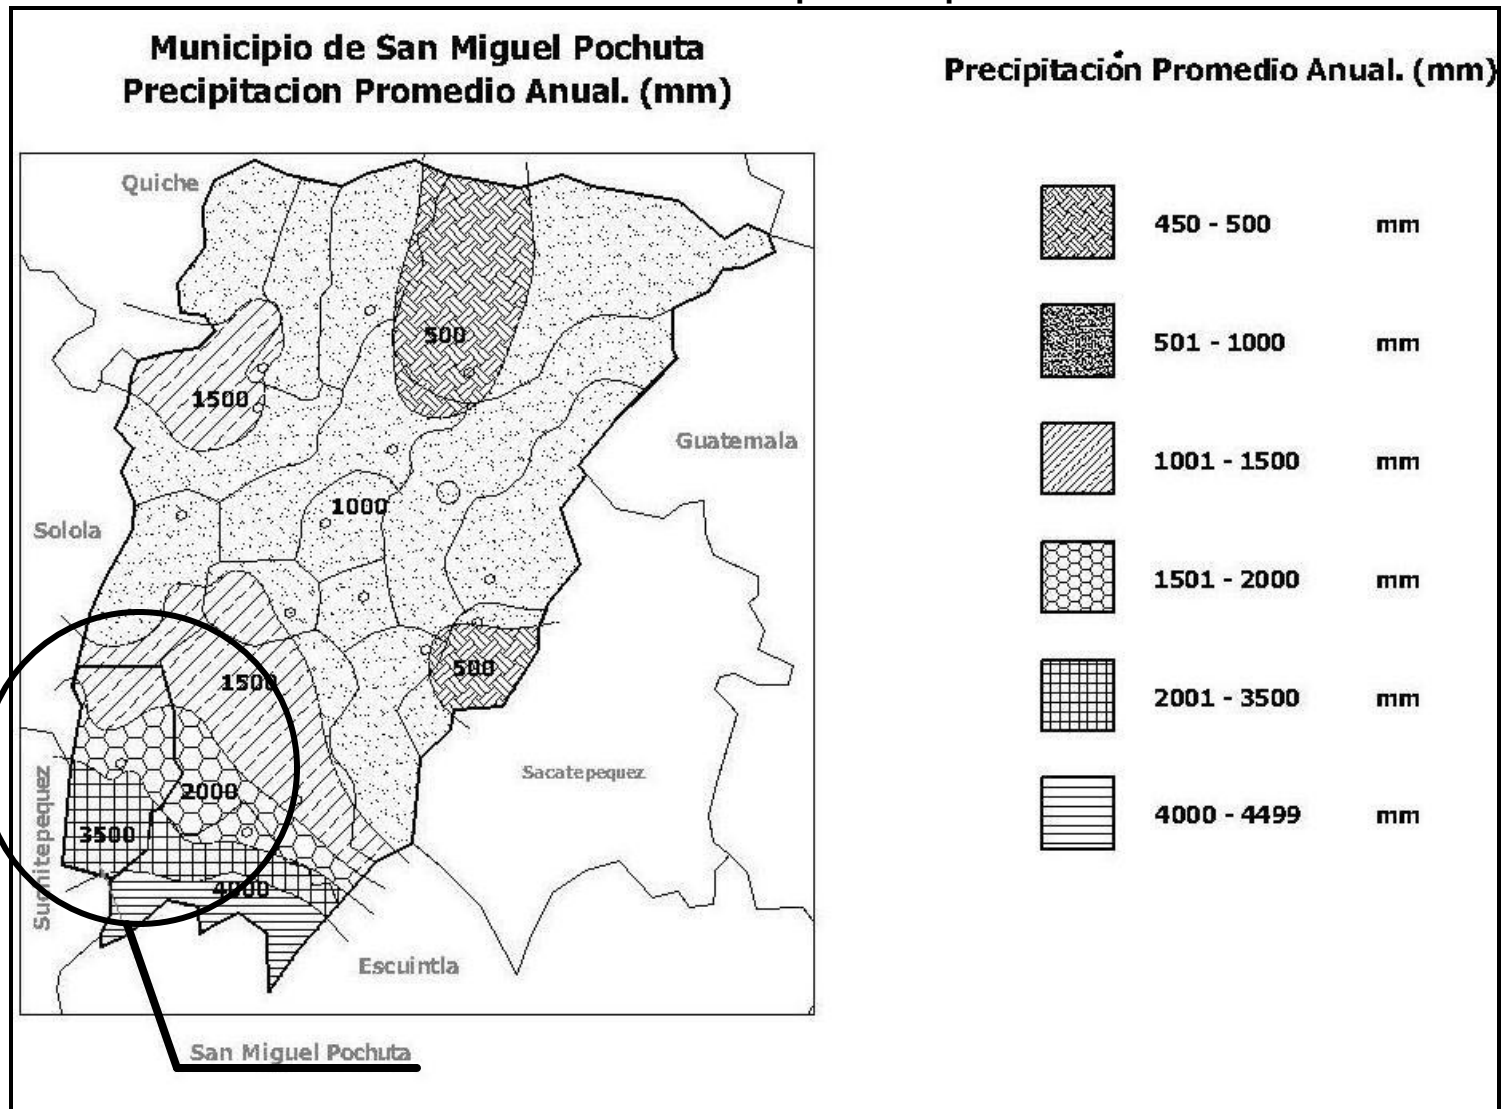 Municipio de San Miguel Pochuta
Precipitacion Promedio Anual. (mm)
Precipitación Promedio Anual. (mm)
Quiche
500
1500
Guatemala
1000
Solola
500
1500
Sacatepequez
2000
3500
Suchitepequez
4000
Escuintla
San Miguel Pochuta
450 - 500 mm
501 - 1000 mm
1001 - 1500 mm
1501 - 2000 mm
2001 - 3500 mm
4000 - 4499 mm